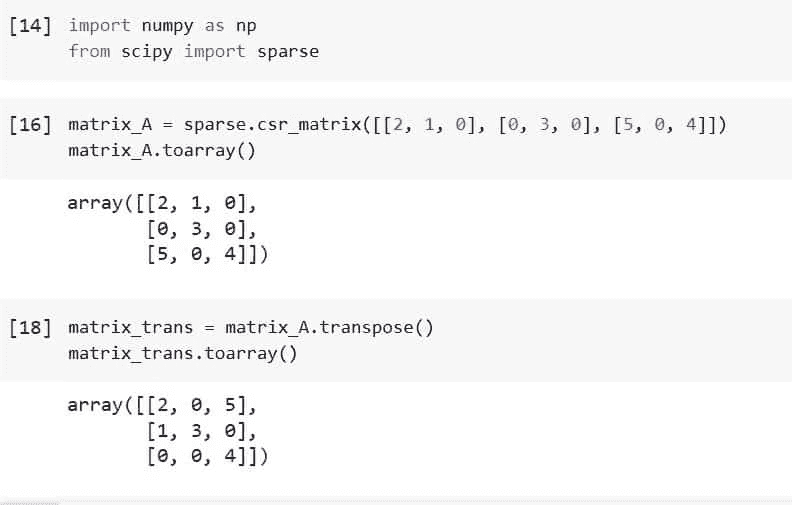 [14] import numpy as np
from scipy import sparse
[16] matrix_A = sparse.csr_matrix([[2, 1, 0], [0, 3, 0], [5, 0, 4]])
matrix_A.toarray()
array([[2, 1, 0],
[0, 3, 0],
[5, 0, 4]])
[18] matrix_trans = matrix_A.transpose()
matrix_trans.toarray()
array([[2, 0, 5],
[1, 3, 0],
[0, 0, 4]])